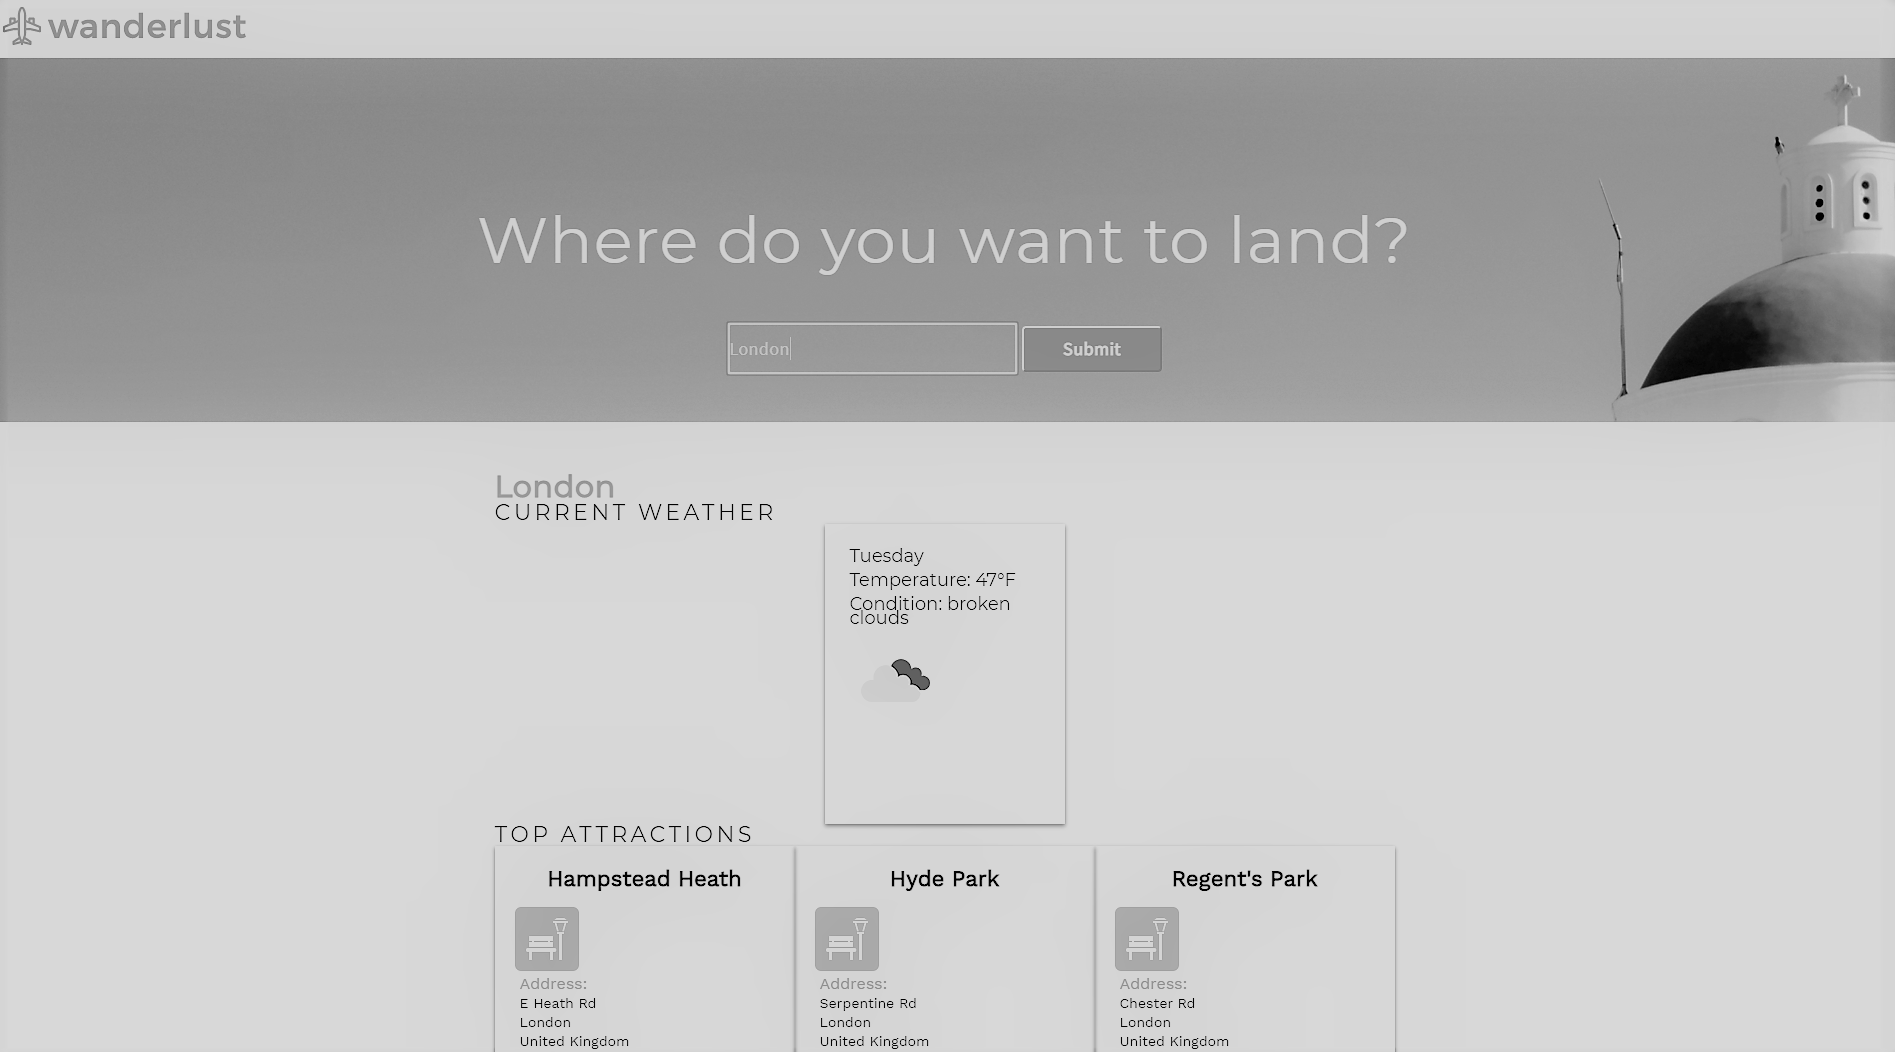 wanderlust
Where do you want to land?
London
Submit
London
CURRENT WEATHER
Tuesday
Temperature: 47°F
Condition: broken
clouds
TOP ATTRACTIONS
Hampstead Heath
Address:
E Heath Rd
London
United Kingdom
Hyde Park
Address:
Serpentine Rd
London
United Kingdom
Regent's Park
Address:
Chester Rd
London
United Kingdom